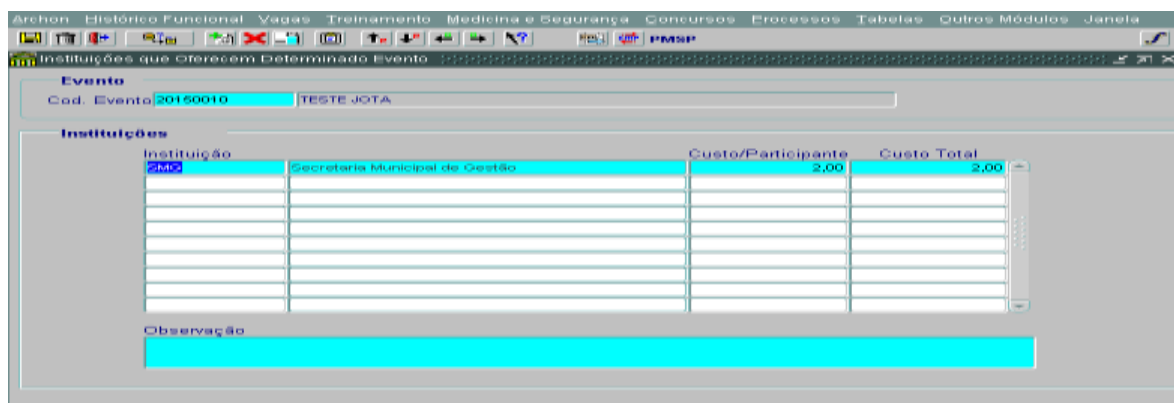 Archon Histórico Funcional Vagas Treinamento Medicina e Segurança Concursos Processos Tabelas Outros Módulos Janela
PMSP
Instituições que Oferecem Determinado Evento
Evento
Cod. Evento 20150010 TESTE JOTA
Instituições
Instituição Custo/Participante Custo Total
SMG Secretaria Municipal de Gestão 2,00 2,00
Observação